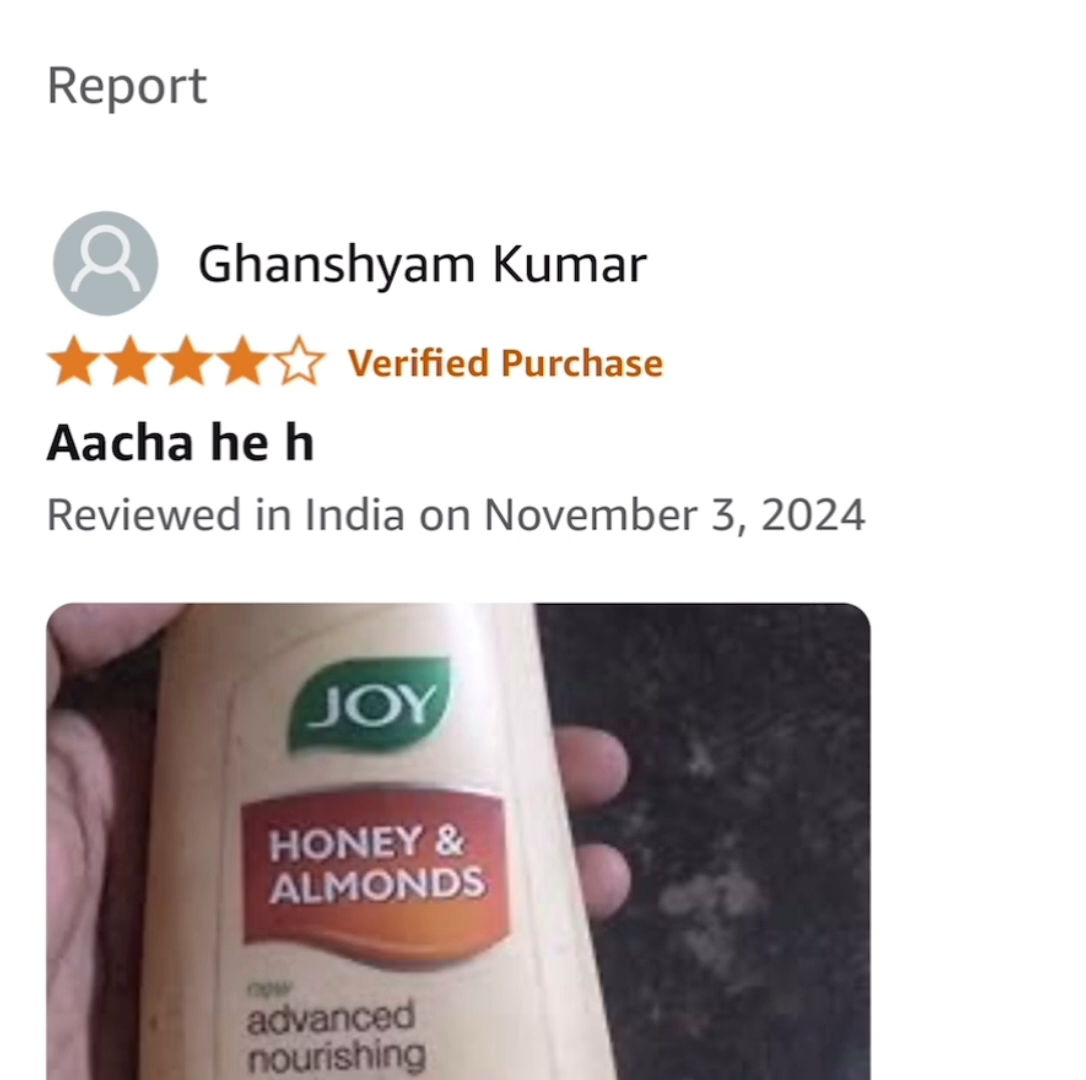 Report
Ghanshyam Kumar
Verified Purchase
Aacha he h
Reviewed in India on November 3, 2024
JOY
HONEY &
ALMONDS
new
advanced
nourishing